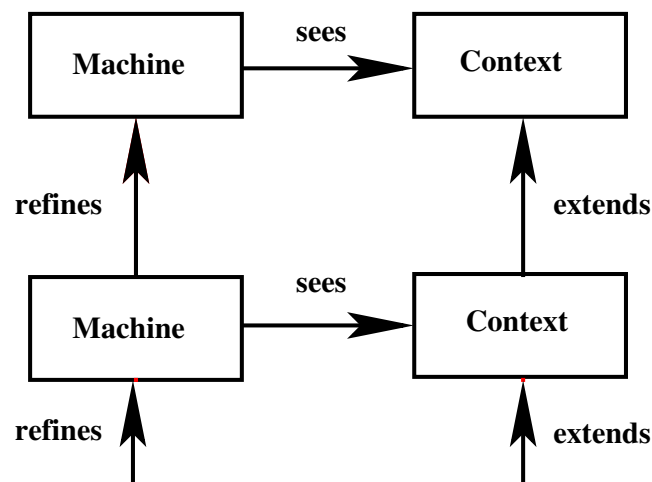 sees
Machine
Context
refines
extends
sees
Machine
Context
refines
extends